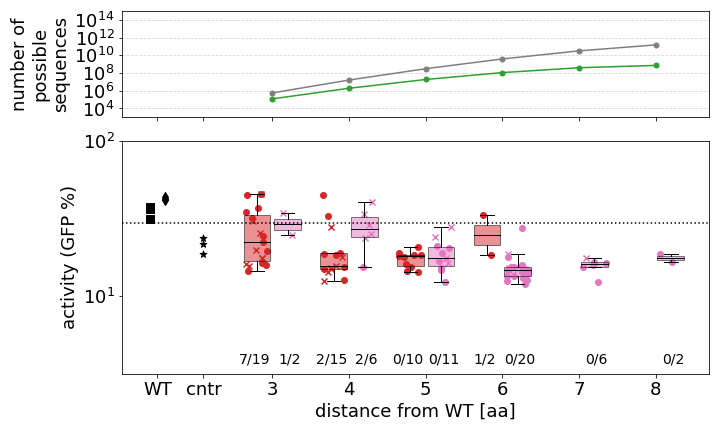 number of
possible
sequences
10^14
10^12
10^10
10^8
10^6
10^4
activity (GFP %)
10^2
10^1
7/19 1/2 2/15 2/6 0/10 0/11 1/2 0/20 0/6 0/2
WT cntr 3 4 5 6 7 8
distance from WT [aa]